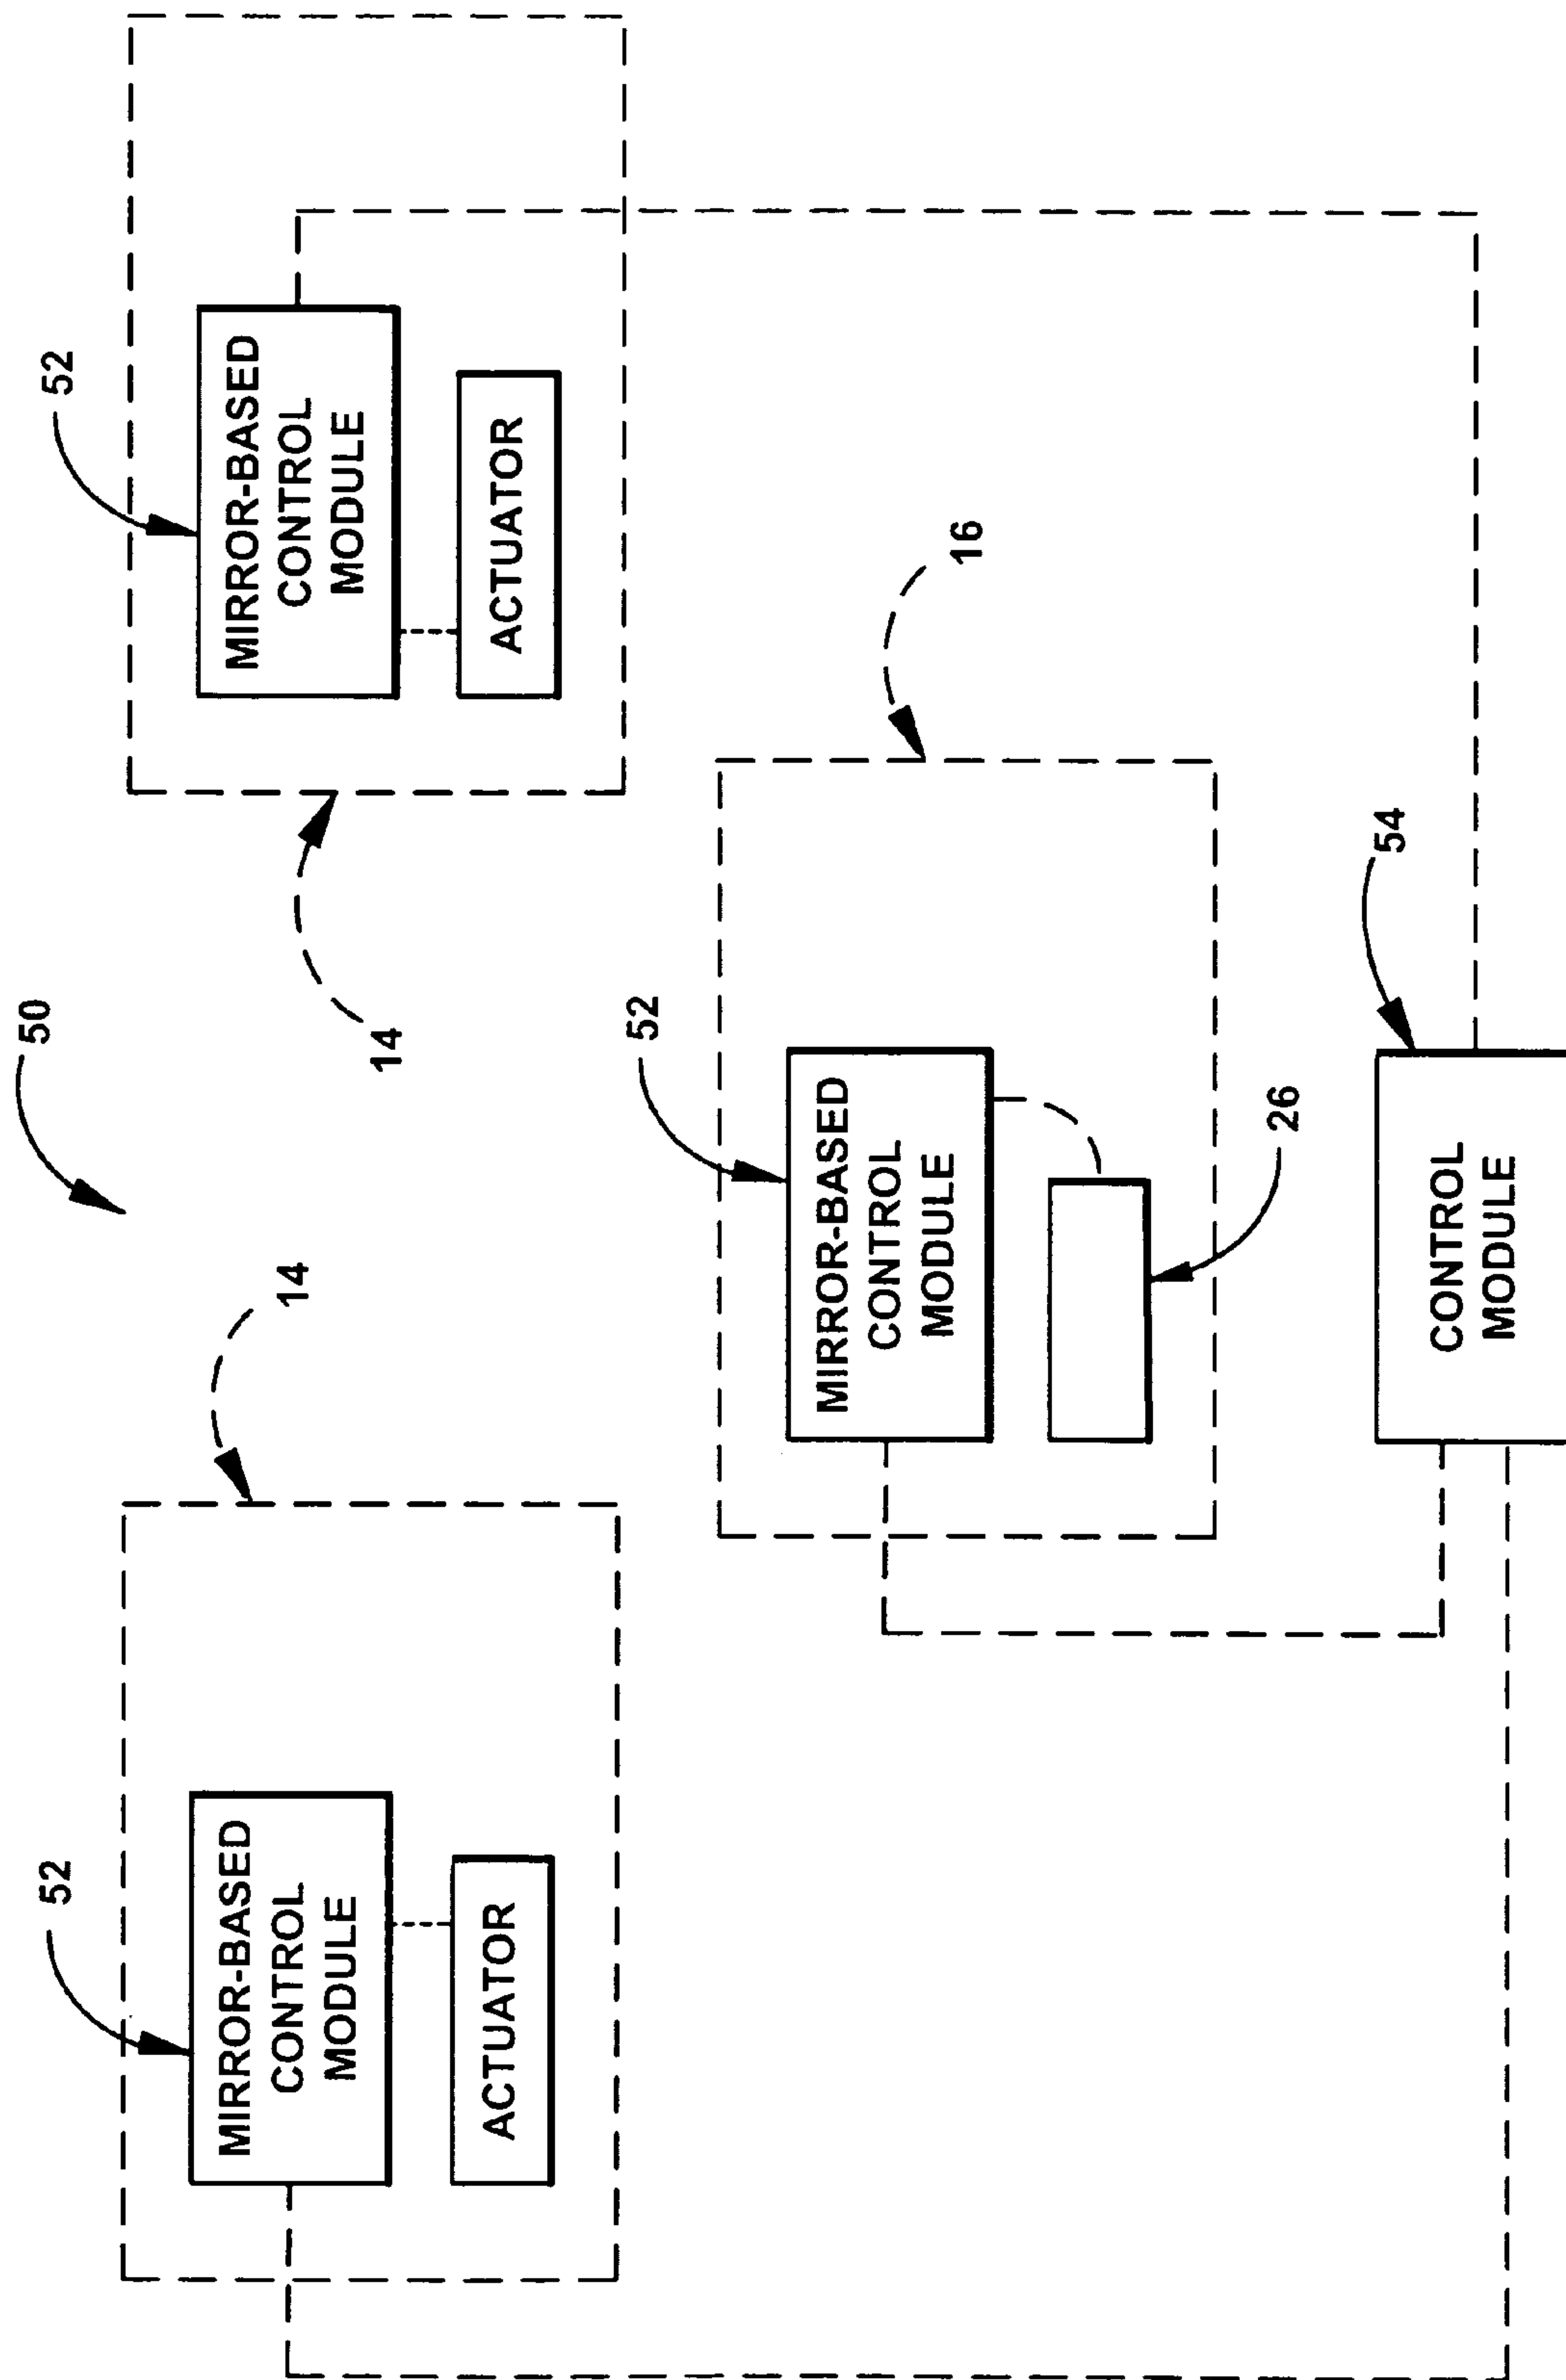 50
14
52
MIRROR-BASED
CONTROL
MODULE
ACTUATOR
14
52
MIRROR-BASED
CONTROL
MODULE
ACTUATOR
16
52
MIRROR-BASED
CONTROL
MODULE
26
54
CONTROL
MODULE